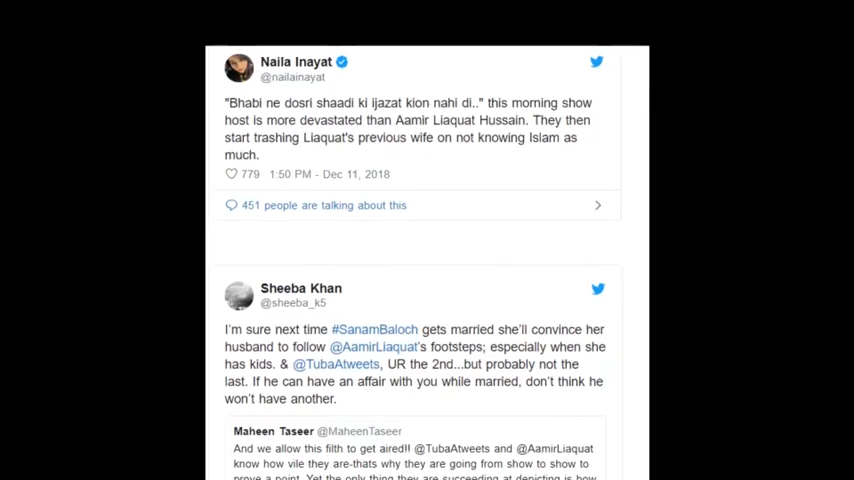 Naila Inayat
@nailainayat
"Bhabi ne dosri shaadi ki ijazat kion nahi di.." this morning show
host is more devastated than Aamir Liaquat Hussain. They then
start trashing Liaquat's previous wife on not knowing Islam as
much.
779 1:50 PM - Dec 11, 2018
451 people are talking about this
Sheeba Khan
@sheeba_k5
I'm sure next time #SanamBaloch gets married she'll convince her
husband to follow @AamirLiaquat's footsteps; especially when she
has kids. & @TubaAtweets, UR the 2nd...but probably not the
last. If he can have an affair with you while married, don't think he
won't have another.
Maheen Taseer @MaheenTaseer
And we allow this filth to get aired!! @TubaAtweets and @AamirLiaquat
know how vile they are-thats why they are going from show to show to
prove a point. Yet the only thing they are succeeding at depicting is how